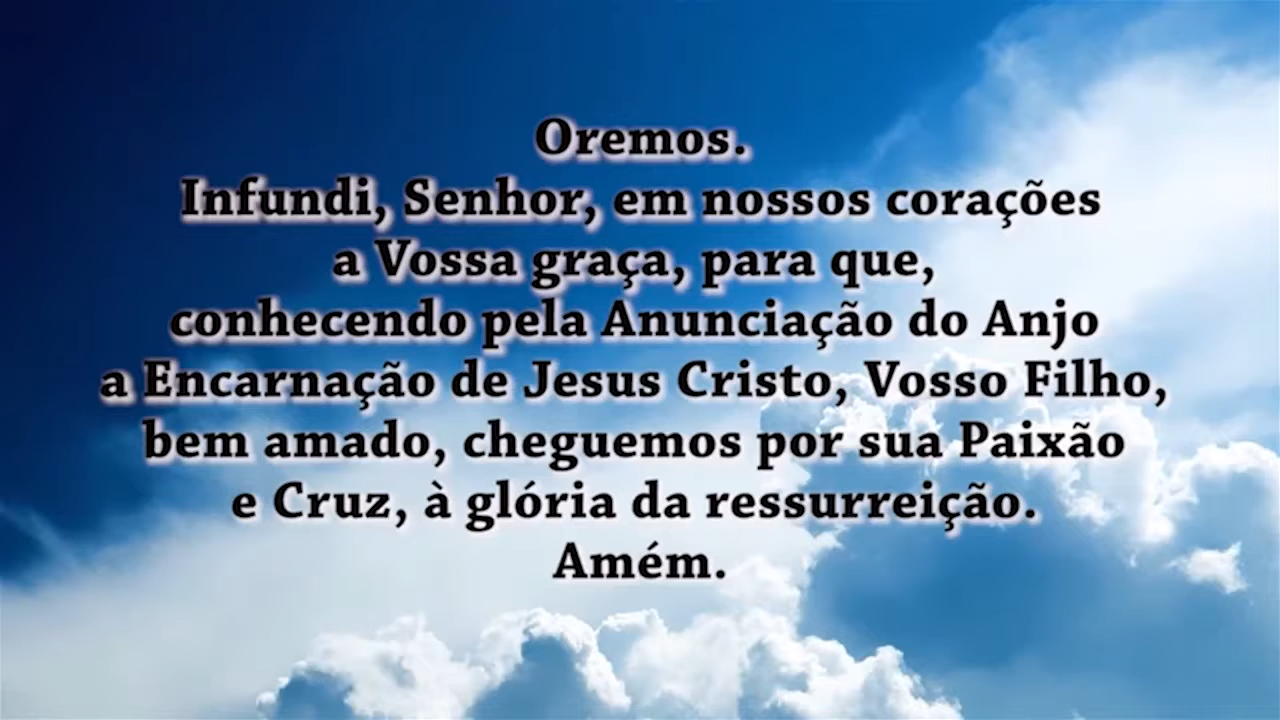 Oremos.
Infundi, Senhor, em nossos corações
a Vossa graça, para que,
conhecendo pela Anunciação do Anjo
a Encarnação de Jesus Cristo, Vosso Filho,
bem amado, cheguemos por sua Paixão
e Cruz, à glória da ressurreição.
Amém.